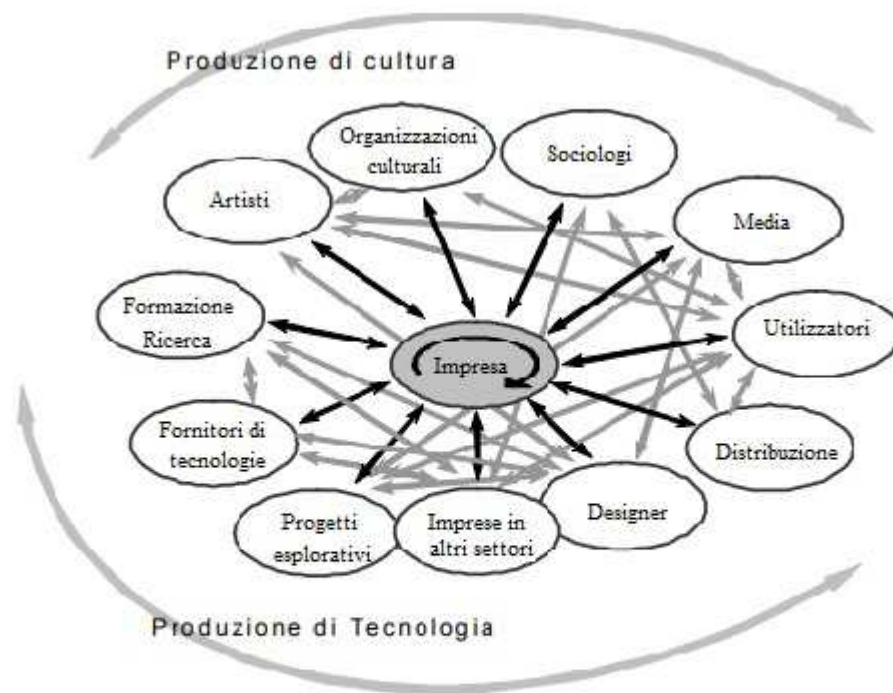 Produzione di cultura
Organizzazioni
culturali
Sociologi
Artisti
Media
Formazione
Ricerca
Utilizzatori
Impresa
Fornitori di
tecnologie
Distribuzione
Progetti
esplorativi
Imprese in
altri settori
Designer
Produzione di Tecnologia